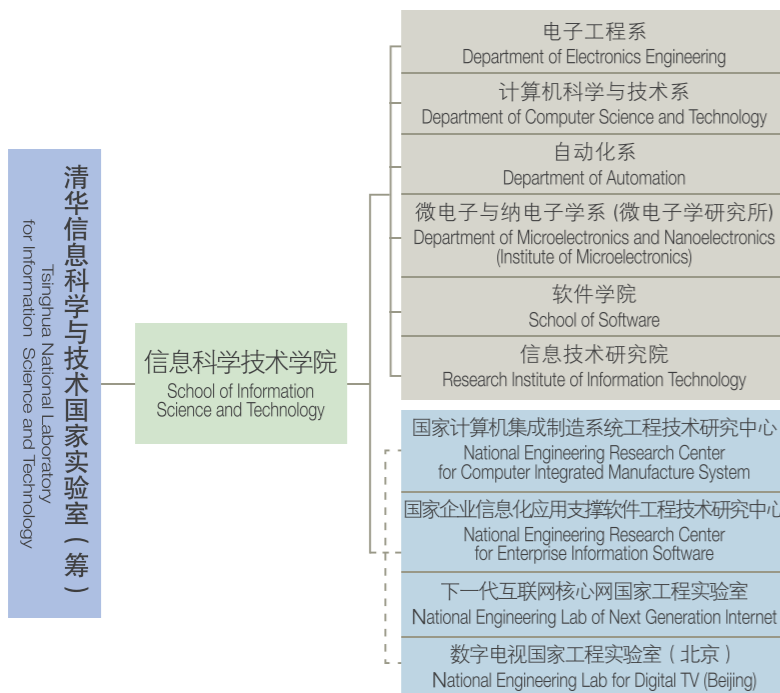 清华信息科学与技术国家实验室(筹)
Tsinghua National Laboratory
for Information Science and Technology
信息科学技术学院
School of Information
Science and Technology
电子工程系
Department of Electronics Engineering
计算机科学与技术系
Department of Computer Science and Technology
自动化系
Department of Automation
微电子与纳电子学系 (微电子学研究所)
Department of Microelectronics and Nanoelectronics
(Institute of Microelectronics)
软件学院
School of Software
信息技术研究院
Research Institute of Information Technology
国家计算机集成制造系统工程技术研究中心
National Engineering Research Center
for Computer Integrated Manufacture System
国家企业信息化应用支撑软件工程技术研究中心
National Engineering Research Center
for Enterprise Information Software
下一代互联网核心网国家工程实验室
National Engineering Lab of Next Generation Internet
数字电视国家工程实验室(北京)
National Engineering Lab for Digital TV (Beijing)